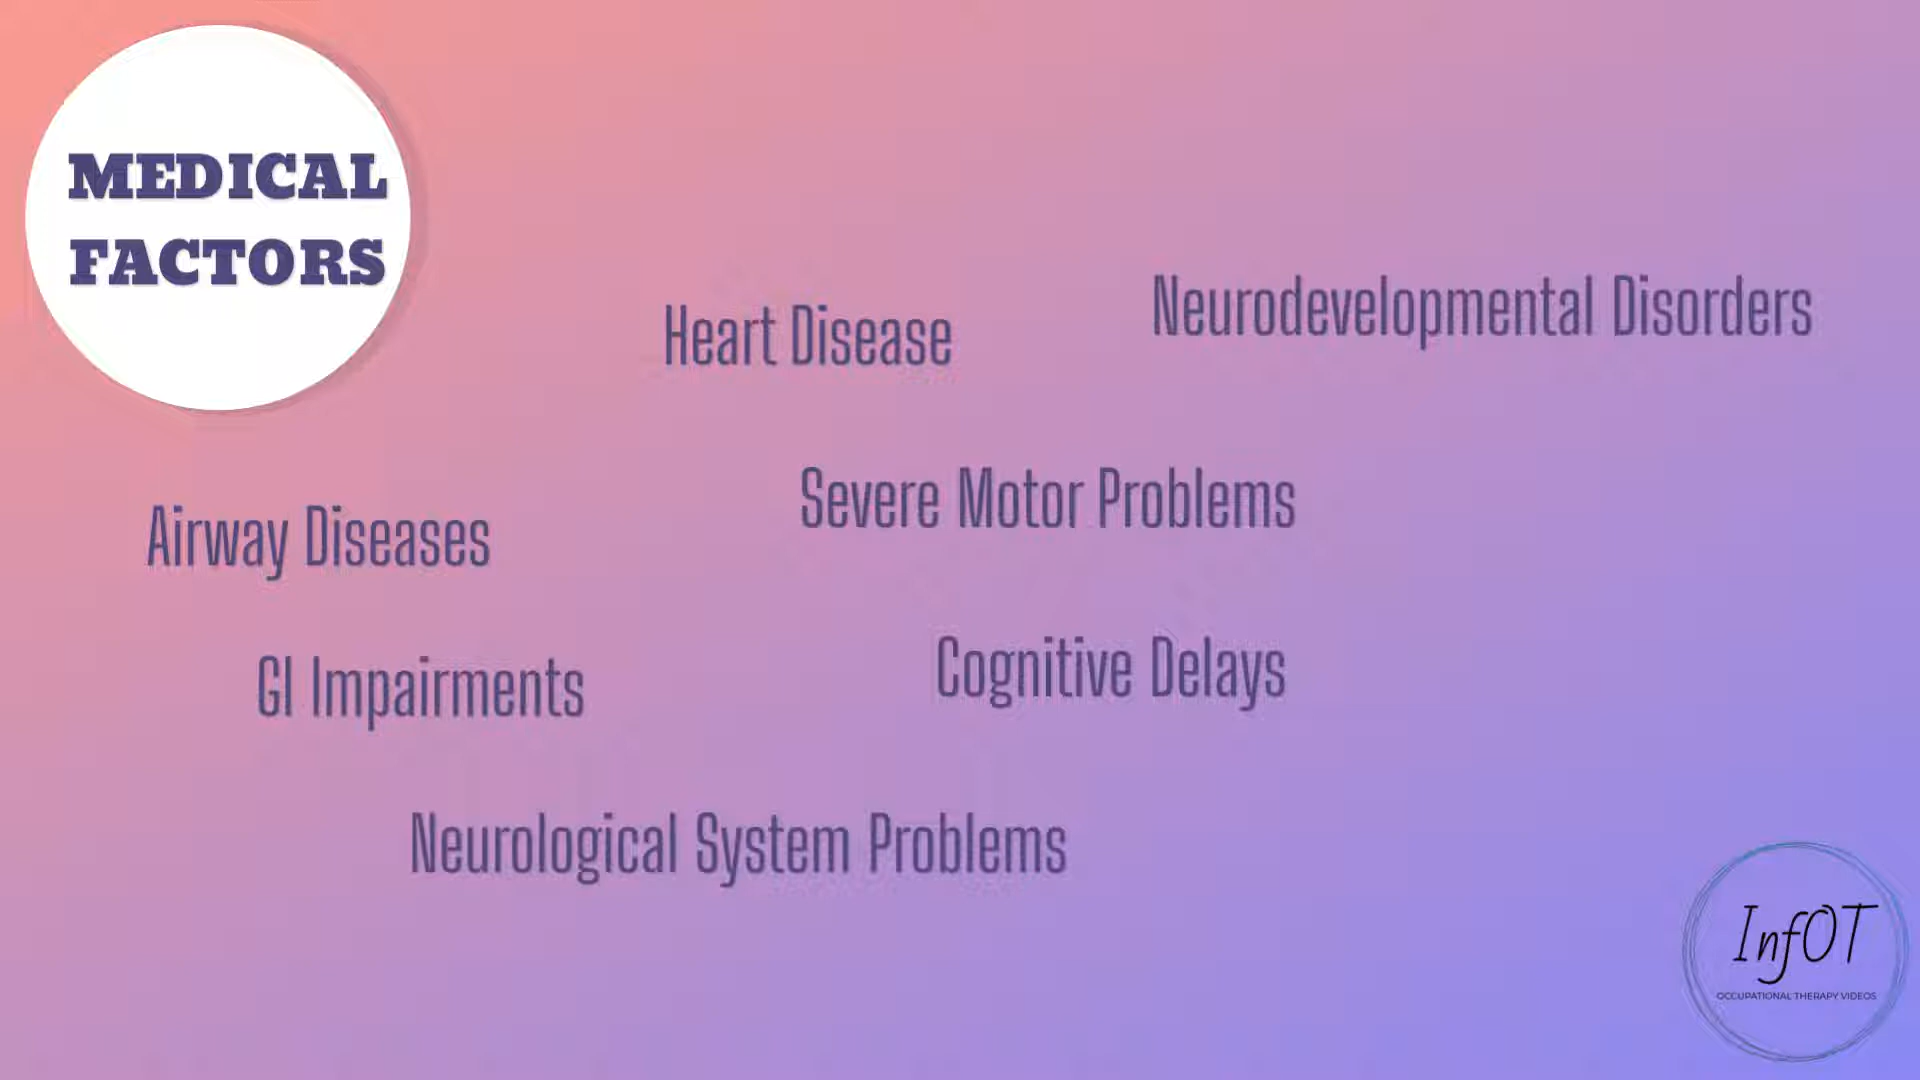 MEDICAL
FACTORS
Heart Disease
Neurodevelopmental Disorders
Airway Diseases
Severe Motor Problems
GI Impairments
Cognitive Delays
Neurological System Problems
InfOT
OCCUPATIONAL THERAPY VIDEOS